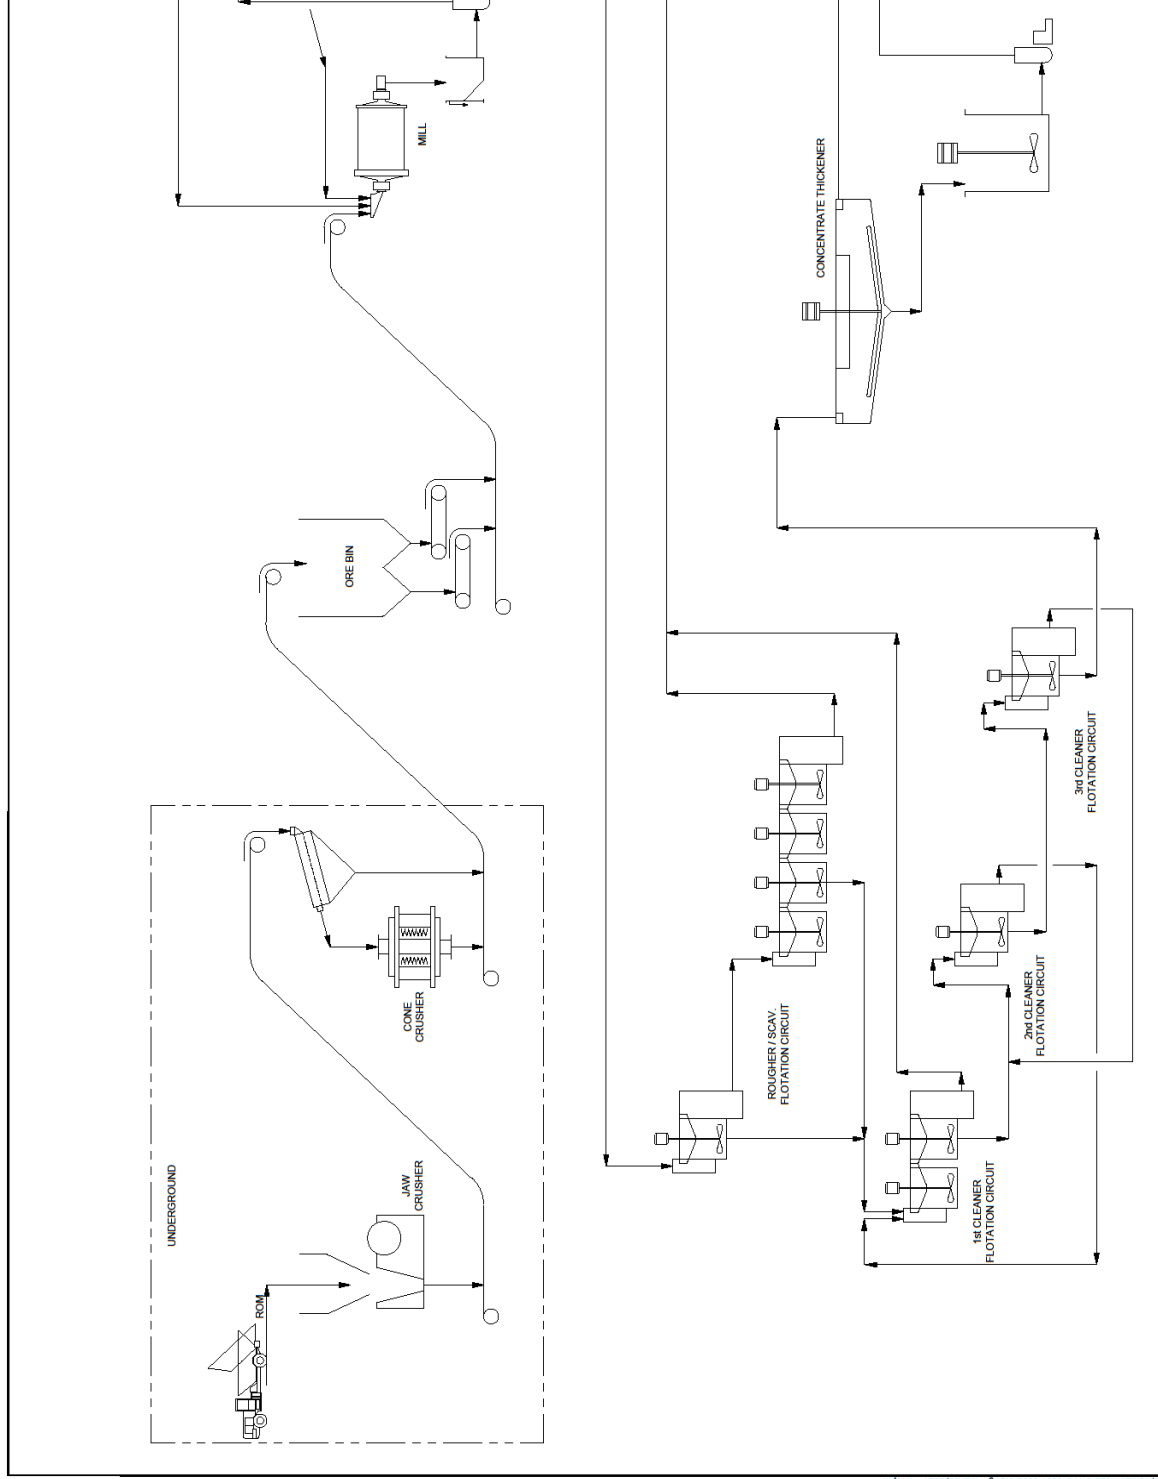 UNDERGROUND
ROM
JAW
CRUSHER
CONE
CRUSHER
ORE BIN
MILL
ROUGHER / SCAV.
FLOTATION CIRCUIT
1st CLEANER
FLOTATION CIRCUIT
2nd CLEANER
FLOTATION CIRCUIT
3rd CLEANER
FLOTATION CIRCUIT
CONCENTRATE THICKENER